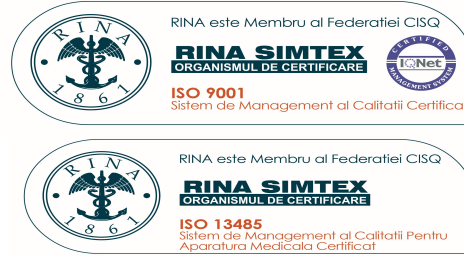 RINA
1861
RINA este Membru al Federatiei CISQ
RINA SIMTEX
ORGANISMUL DE CERTIFICARE
CERTIFIED
IQNet
MANAGEMENT SYSTEM
ISO 9001
Sistem de Management al Calitatii Certifica
RINA
1861
RINA este Membru al Federatiei CISQ
RINA SIMTEX
ORGANISMUL DE CERTIFICARE
ISO 13485
Sistem de Management al Calitatii Pentru
Aparatura Medicala Certificat